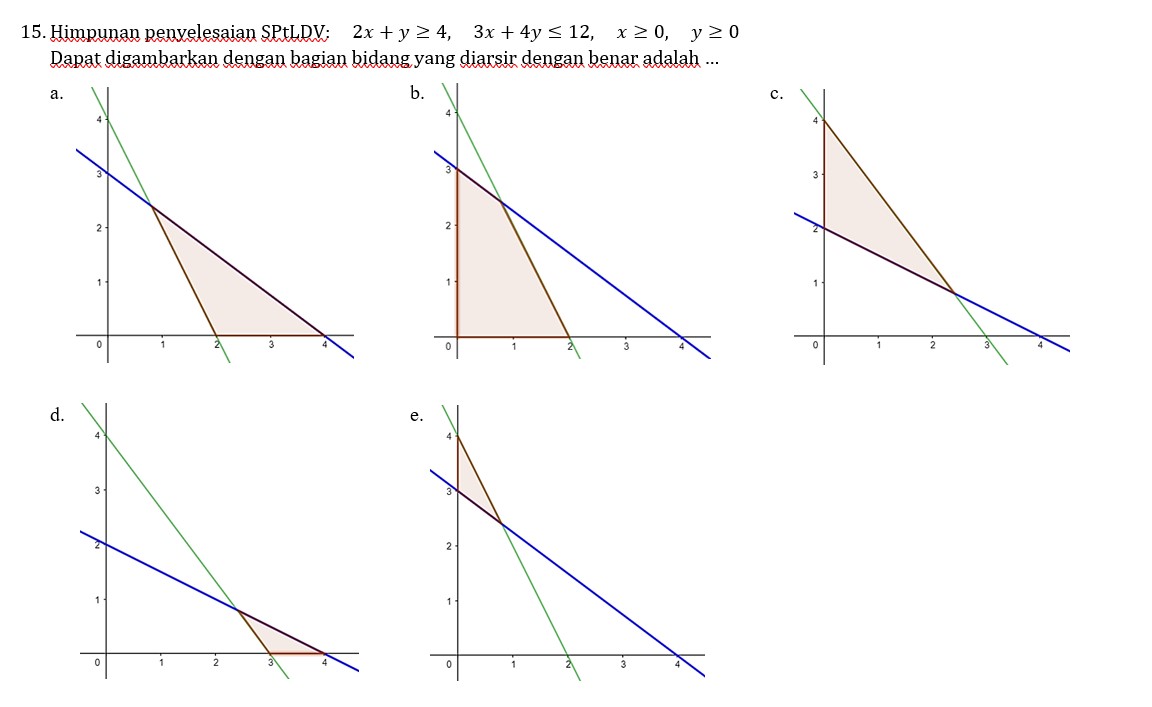 15. Himpunan penyelesaian SPtLDV: 2x + y ≥ 4, 3x + 4y ≤ 12, x ≥ 0, y ≥ 0
Dapat digambarkan dengan bagian bidang yang diarsir dengan benar adalah ...
a.
4
3
2
1
0 1 2 3 4
b.
4
3
2
1
0 1 2 3 4
c.
4
3
2
1
0 1 2 3 4
d.
4
3
2
1
0 1 2 3 4
e.
4
3
2
1
0 1 2 3 4